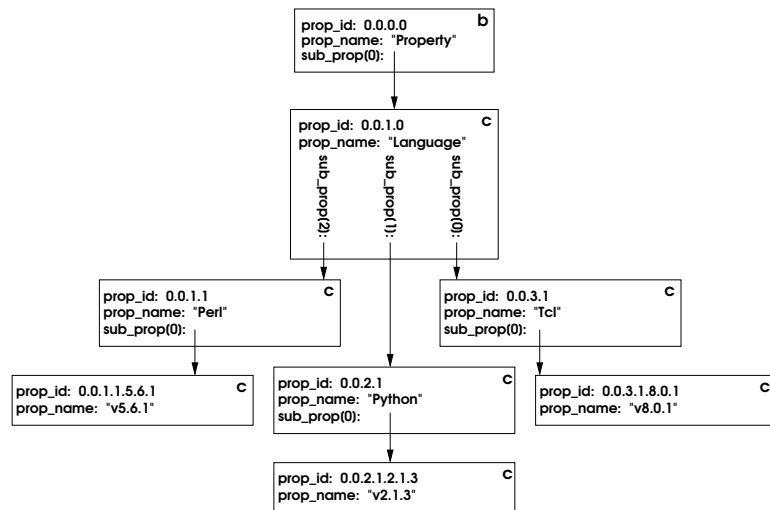 prop_id: 0.0.0.0 b
prop_name: "Property"
sub_prop(0):
prop_id: 0.0.1.0 c
prop_name: "Language"
sub_prop(2):
sub_prop(1):
sub_prop(0):
prop_id: 0.0.1.1 c
prop_name: "Perl"
sub_prop(0):
prop_id: 0.0.3.1 c
prop_name: "Tcl"
sub_prop(0):
prop_id: 0.0.1.1.5.6.1 c
prop_name: "v5.6.1"
prop_id: 0.0.2.1 c
prop_name: "Python"
sub_prop(0):
prop_id: 0.0.3.1.8.0.1 c
prop_name: "v8.0.1"
prop_id: 0.0.2.1.2.1.3 c
prop_name: "v2.1.3"